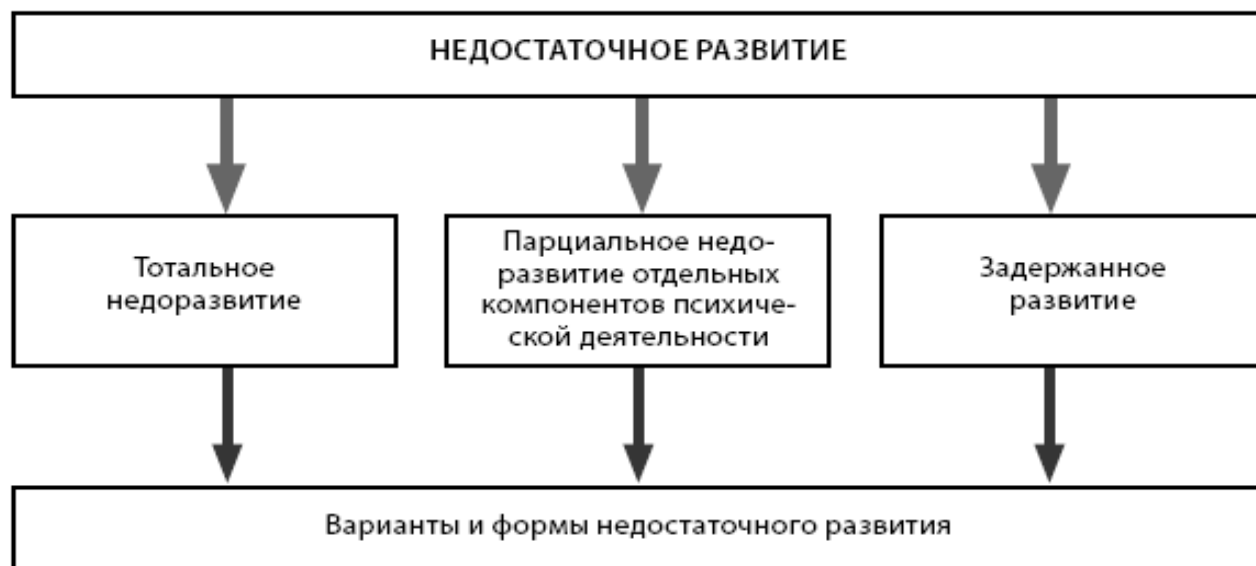 НЕДОСТАТОЧНОЕ РАЗВИТИЕ
Тотальное
недоразвитие
Парциальное недо-
развитие отдельных
компонентов психиче-
ской деятельности
Задержанное
развитие
Варианты и формы недостаточного развития